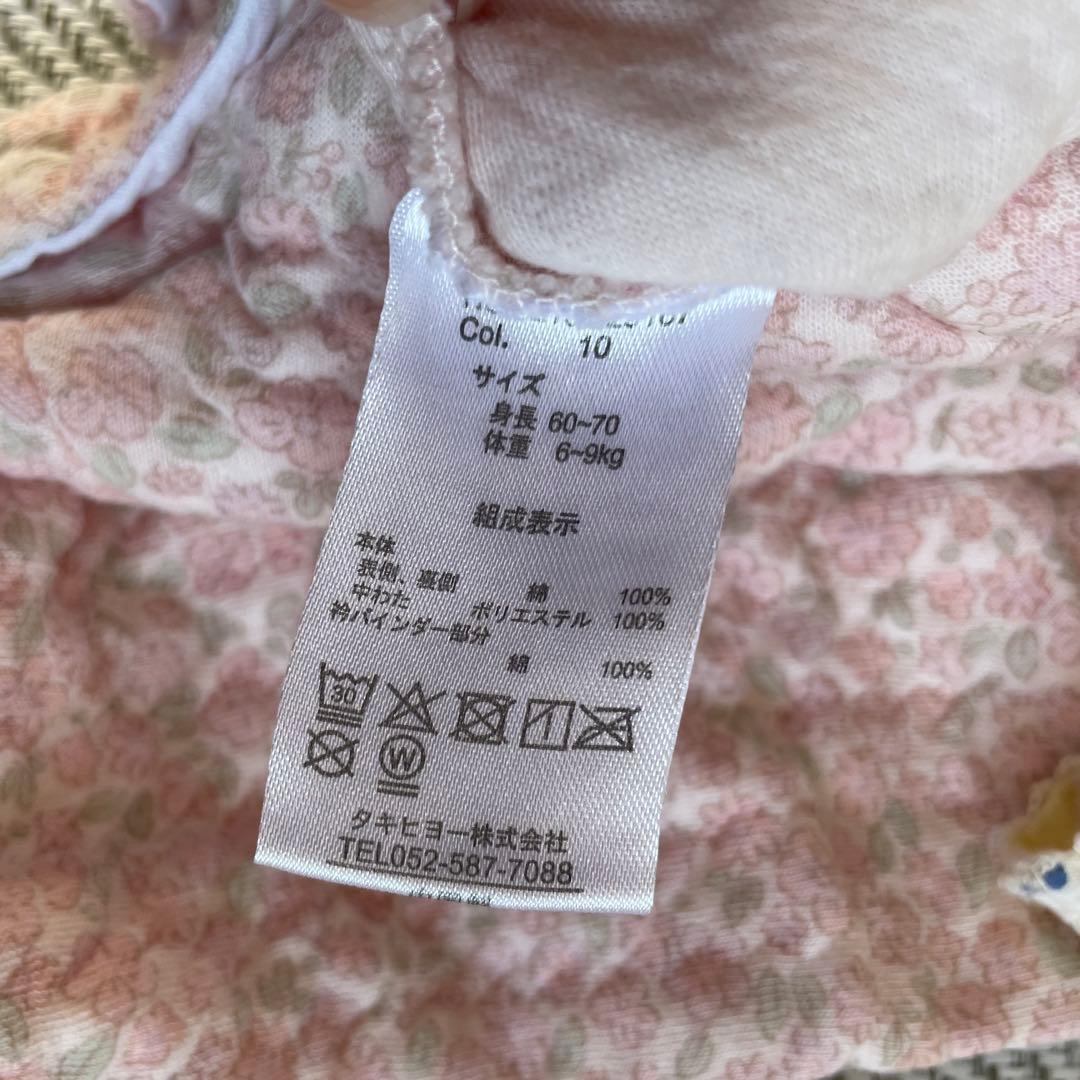 Col. 10
サイズ
身長 60~70
体重 6~9kg
組成表示
本体
表側、裏側 綿 100%
中わた ポリエステル 100%
衿バインダー部分
綿 100%
30
W
タキヒヨー株式会社
TEL052-587-7088